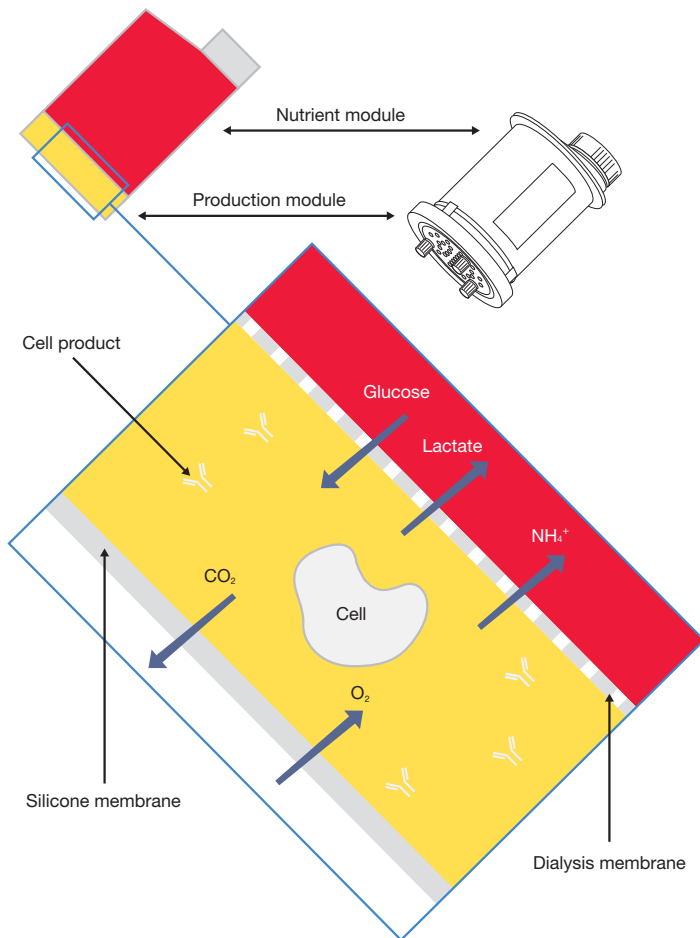 Nutrient module
Production module
Cell product
Glucose
Lactate
NH₄⁺
CO₂
Cell
O₂
Silicone membrane
Dialysis membrane